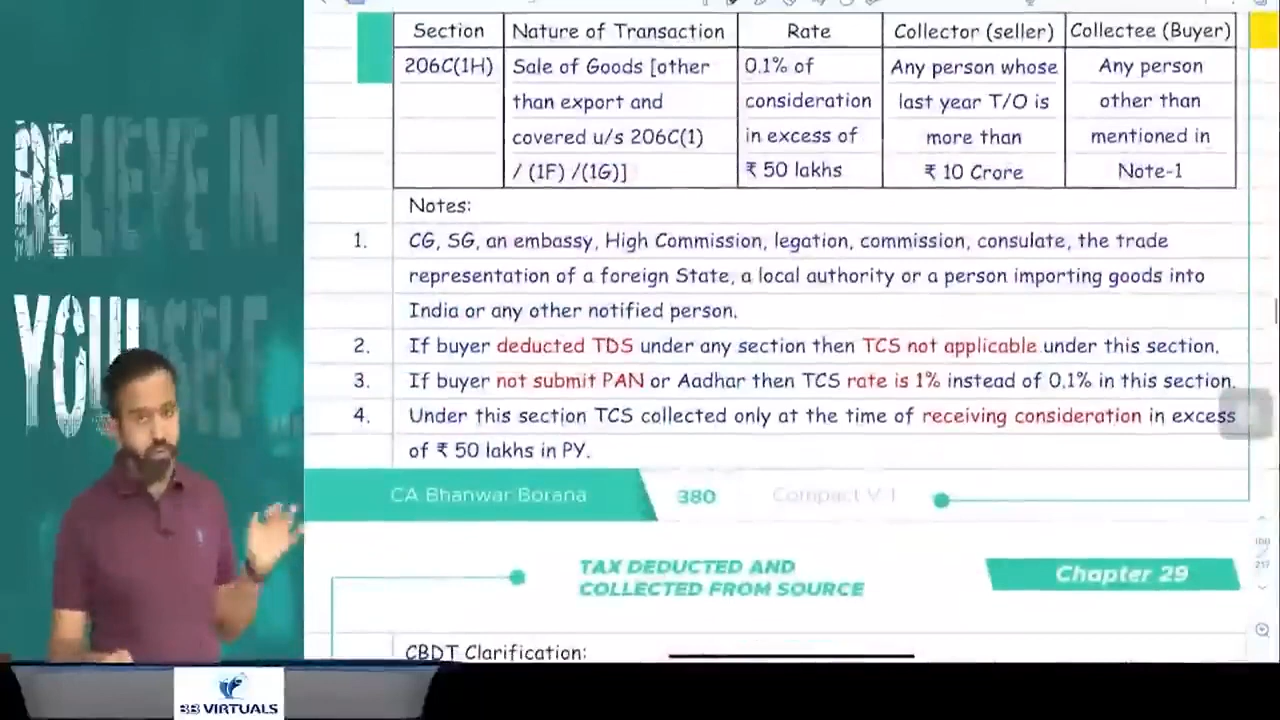 BELIEVE IN
YOURSELF
Section Nature of Transaction Rate Collector (seller) Collectee (Buyer)
206C(1H) Sale of Goods [other 0.1% of Any person whose Any person
than export and consideration last year T/O is other than
covered u/s 206C(1) in excess of more than mentioned in
/ (1F) /(1G)] ₹ 50 lakhs ₹ 10 Crore Note-1
Notes:
1. CG, SG, an embassy, High Commission, legation, commission, consulate, the trade
representation of a foreign State, a local authority or a person importing goods into
India or any other notified person.
2. If buyer deducted TDS under any section then TCS not applicable under this section.
3. If buyer not submit PAN or Aadhar then TCS rate is 1% instead of 0.1% in this section.
4. Under this section TCS collected only at the time of receiving consideration in excess
of ₹ 50 lakhs in PY.
CA Bhanwar Borana 380 Compact V 1
TAX DEDUCTED AND
COLLECTED FROM SOURCE
Chapter 29
CBDT Clarification:
BB VIRTUALS